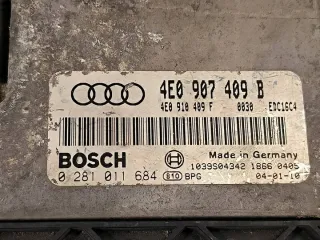 4E0 907 409 B
4E0 910 409 F 0030 EDC16C4
BOSCH Made in Germany
1039S04342 1866 0405
0 281 011 684 810 BPG 04-01-10